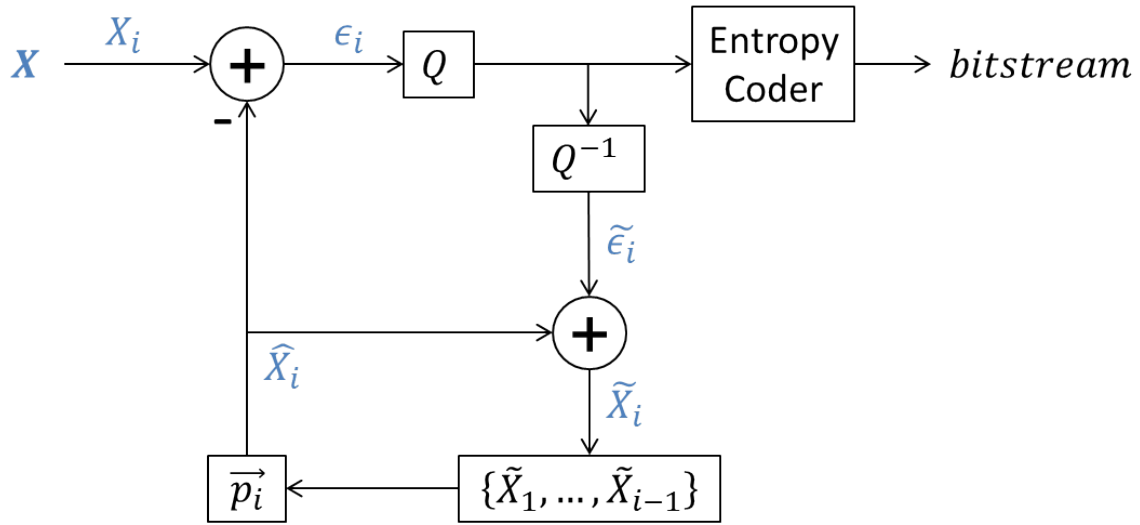 X X_i + ϵ_i Q Entropy
Coder bitstream
-
Q^{-1}
ϵ̃_i
X̂_i +
X̃_i
p⃗_i {X̃_1, ..., X̃_{i-1}}